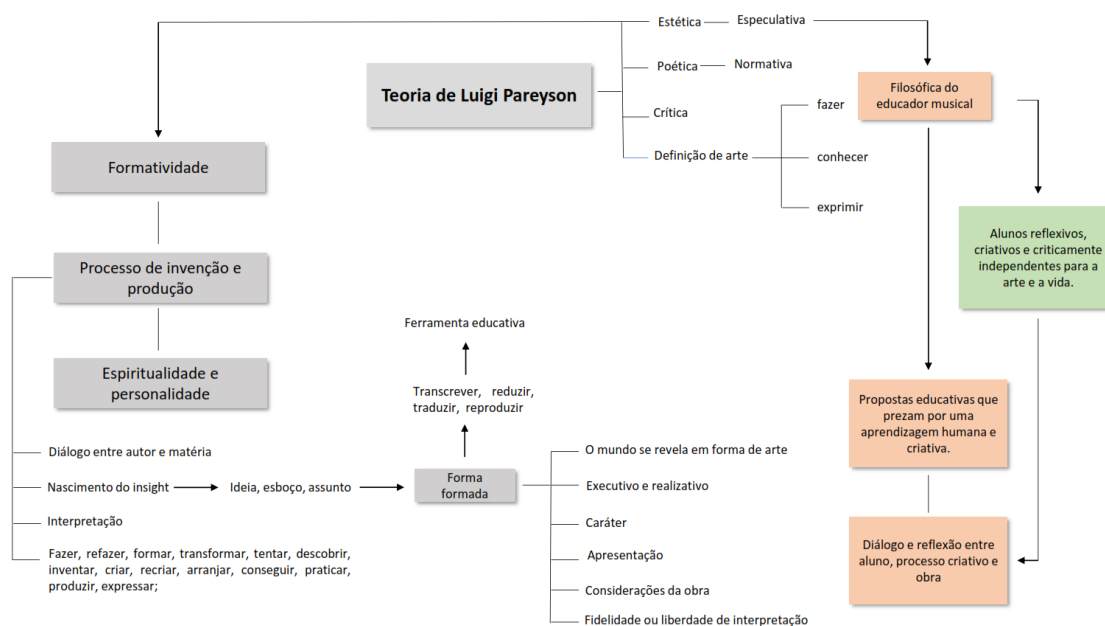 Teoria de Luigi Pareyson
Estética
Especulativa
Poética
Normativa
Crítica
Definição de arte
fazer
conhecer
exprimir
Filosófica do
educador musical
Alunos reflexivos,
criativos e criticamente
independentes para a
arte e a vida.
Propostas educativas que
prezam por uma
aprendizagem humana e
criativa.
Diálogo e reflexão entre
aluno, processo criativo e
obra
Formatividade
Processo de invenção e
produção
Espiritualidade e
personalidade
Diálogo entre autor e matéria
Nascimento do insight
Ideia, esboço, assunto
Interpretação
Fazer, refazer, formar, transformar, tentar, descobrir,
inventar, criar, recriar, arranjar, conseguir, praticar,
produzir, expressar;
Forma
formada
Transcrever, reduzir,
traduzir, reproduzir
Ferramenta educativa
O mundo se revela em forma de arte
Executivo e realizativo
Caráter
Apresentação
Considerações da obra
Fidelidade ou liberdade de interpretação